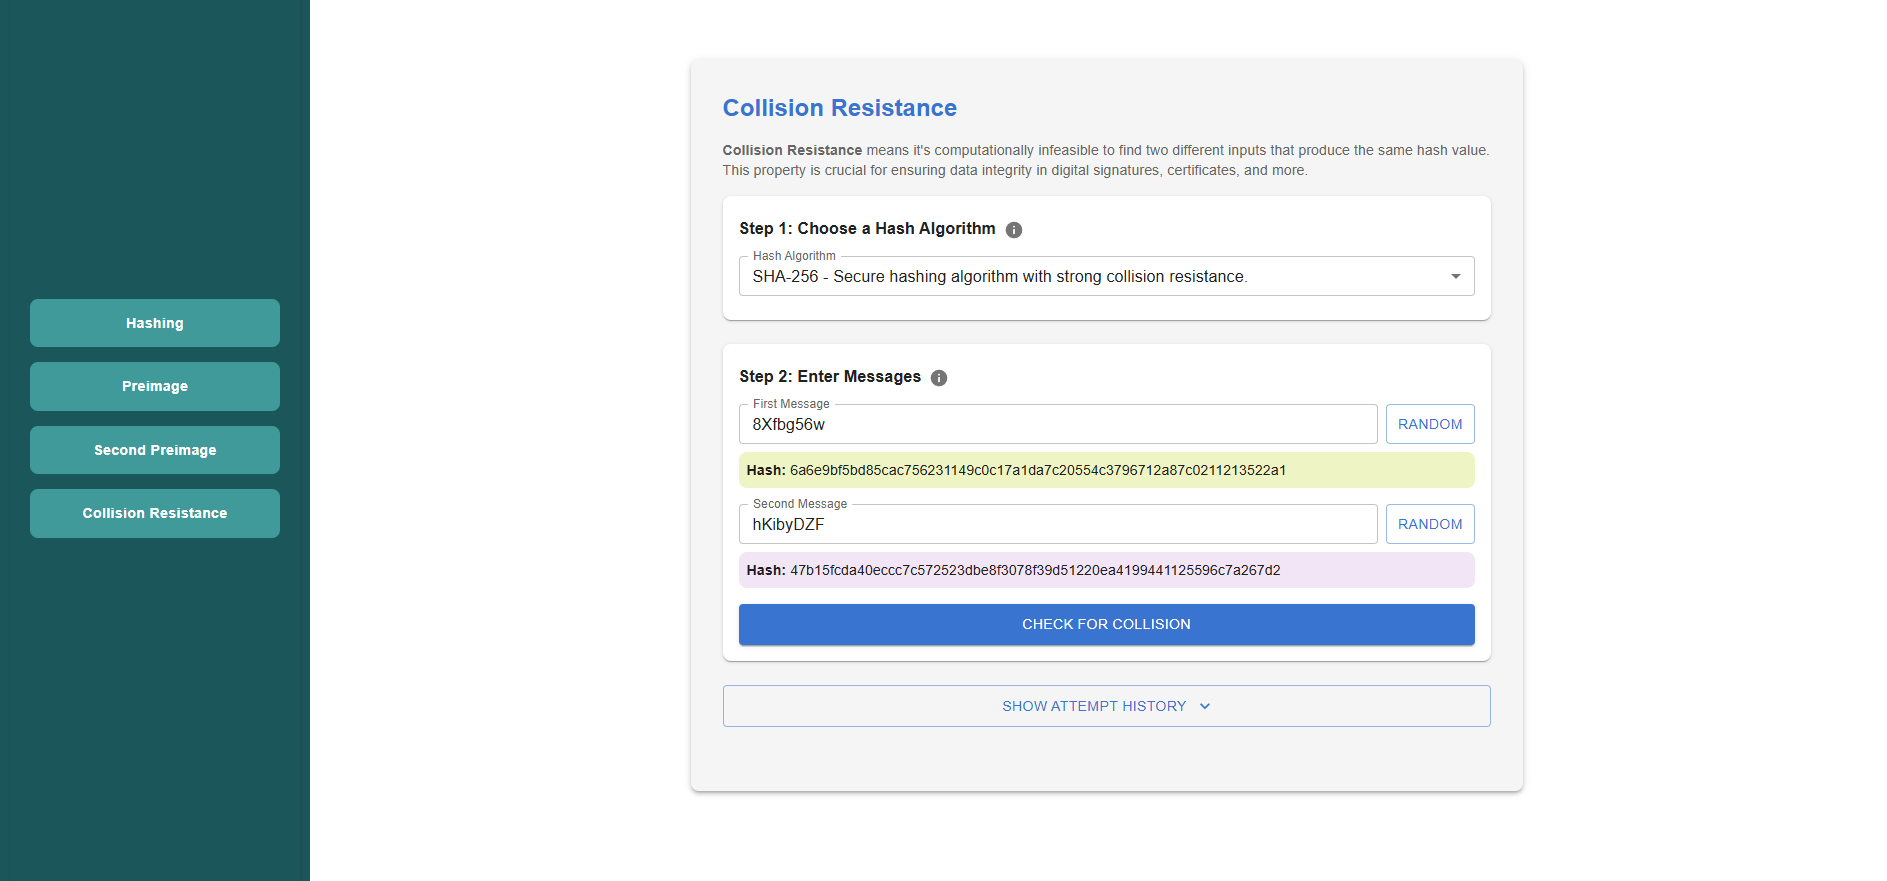 Hashing
Preimage
Second Preimage
Collision Resistance
Collision Resistance
Collision Resistance means it's computationally infeasible to find two different inputs that produce the same hash value.
This property is crucial for ensuring data integrity in digital signatures, certificates, and more.
Step 1: Choose a Hash Algorithm
Hash Algorithm
SHA-256 - Secure hashing algorithm with strong collision resistance.
Step 2: Enter Messages
First Message
8Xfbg56w
RANDOM
Hash: 6a6e9bf5bd85cac756231149c0c17a1da7c20554c3796712a87c0211213522a1
Second Message
hKibyDZF
RANDOM
Hash: 47b15fcda40eccc7c572523dbe8f3078f39d51220ea4199441125596c7a267d2
CHECK FOR COLLISION
SHOW ATTEMPT HISTORY